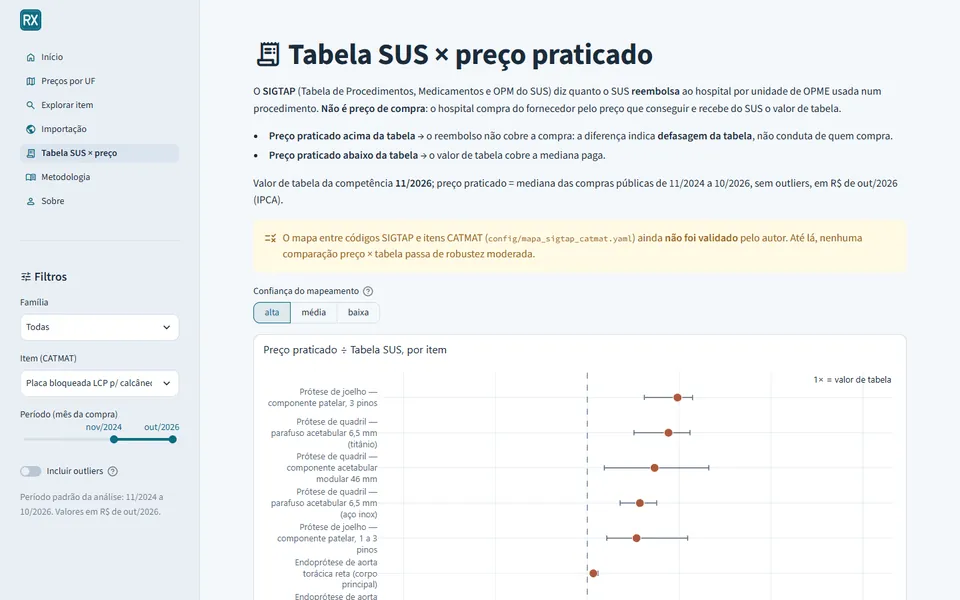 RX
Início
Preços por UF
Explorar item
Importação
Tabela SUS × preço
Metodologia
Sobre
Filtros
Família
Todas
Item (CATMAT)
Placa bloqueada LCP p/ calcâne
Período (mês da compra)
nov/2024 out/2026
Incluir outliers
Período padrão da análise: 11/2024 a
10/2026. Valores em R$ de out/2026.
Tabela SUS × preço praticado
O SIGTAP (Tabela de Procedimentos, Medicamentos e OPM do SUS) diz quanto o SUS reembolsa ao hospital por unidade de OPME usada num
procedimento. Não é preço de compra: o hospital compra do fornecedor pelo preço que conseguir e recebe do SUS o valor de tabela.
• Preço praticado acima da tabela → o reembolso não cobre a compra: a diferença indica defasagem da tabela, não conduta de quem compra.
• Preço praticado abaixo da tabela → o valor de tabela cobre a mediana paga.
Valor de tabela da competência 11/2026; preço praticado = mediana das compras públicas de 11/2024 a 10/2026, sem outliers, em R$ de out/2026
(IPCA).
O mapa entre códigos SIGTAP e itens CATMAT (config/mapa_sigtap_catmat.yaml) ainda não foi validado pelo autor. Até lá, nenhuma
comparação preço × tabela passa de robustez moderada.
Confiança do mapeamento
alta média baixa
Preço praticado ÷ Tabela SUS, por item
1× = valor de tabela
Prótese de joelho —
componente patelar, 3 pinos
Prótese de quadril —
parafuso acetabular 6,5 mm
(titânio)
Prótese de quadril —
componente acetabular
modular 46 mm
Prótese de quadril —
parafuso acetabular 6,5 mm
(aço inox)
Prótese de joelho —
componente patelar, 1 a 3
pinos
Endoprótese de aorta
torácica reta (corpo
principal)
Endoprótese de aorta